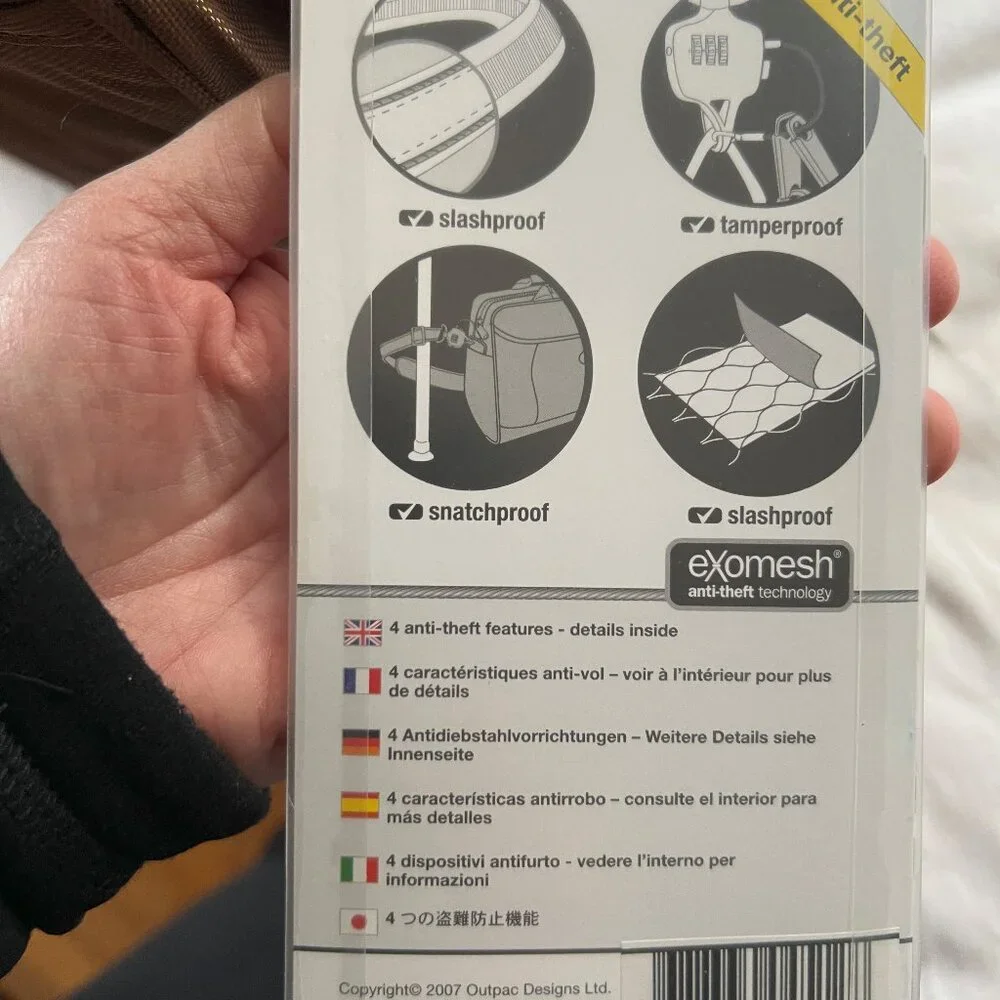 anti-theft
slashproof
tamperproof
snatchproof
slashproof
eXomesh®
anti-theft technology
4 anti-theft features - details inside
4 caractéristiques anti-vol – voir à l'intérieur pour plus
de détails
4 Antidiebstahlvorrichtungen – Weitere Details siehe
Innenseite
4 características antirrobo – consulte el interior para
más detalles
4 dispositivi antifurto - vedere l'interno per
informazioni
4 つの盗難防止機能
Copyright© 2007 Outpac Designs Ltd.